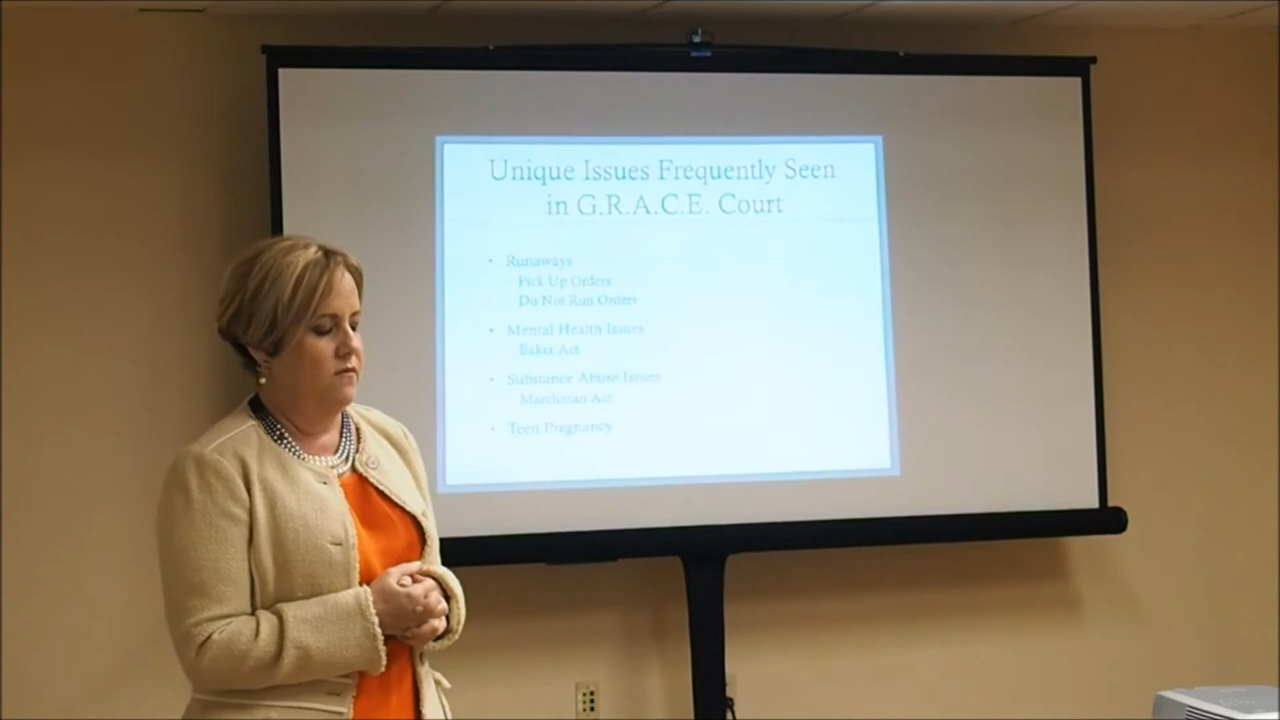 Unique Issues Frequently Seen
in G.R.A.C.E. Court
• Runaways
Pick Up Orders
Do Not Run Orders
• Mental Health Issues
Baker Act
• Substance Abuse Issues
Marchman Act
• Teen Pregnancy